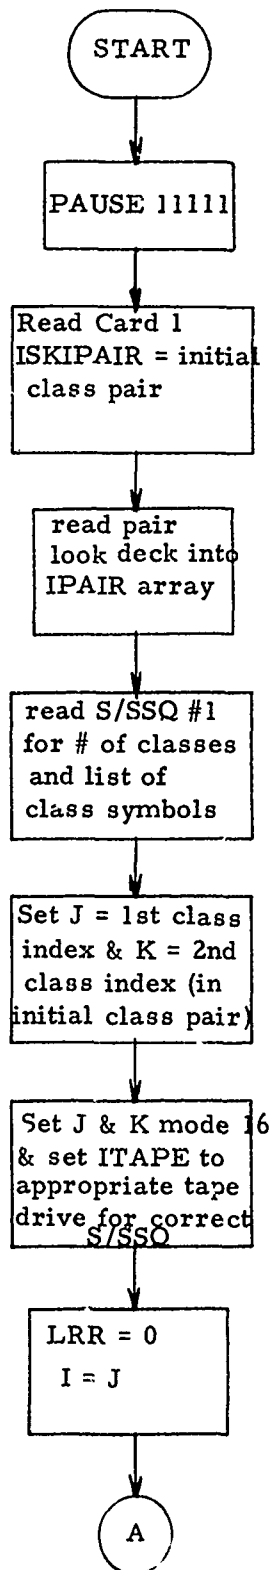 START
PAUSE 11111
Read Card 1
ISKIPAIR = initial
class pair
read pair
look deck into
IPAIR array
read S/SSQ #1
for # of classes
and list of
class symbols
Set J = 1st class
index & K = 2nd
class index (in
initial class pair)
Set J & K mode 16
& set ITAPE to
appropriate tape
drive for correct
S/SSQ
LRR = 0
I = J
A